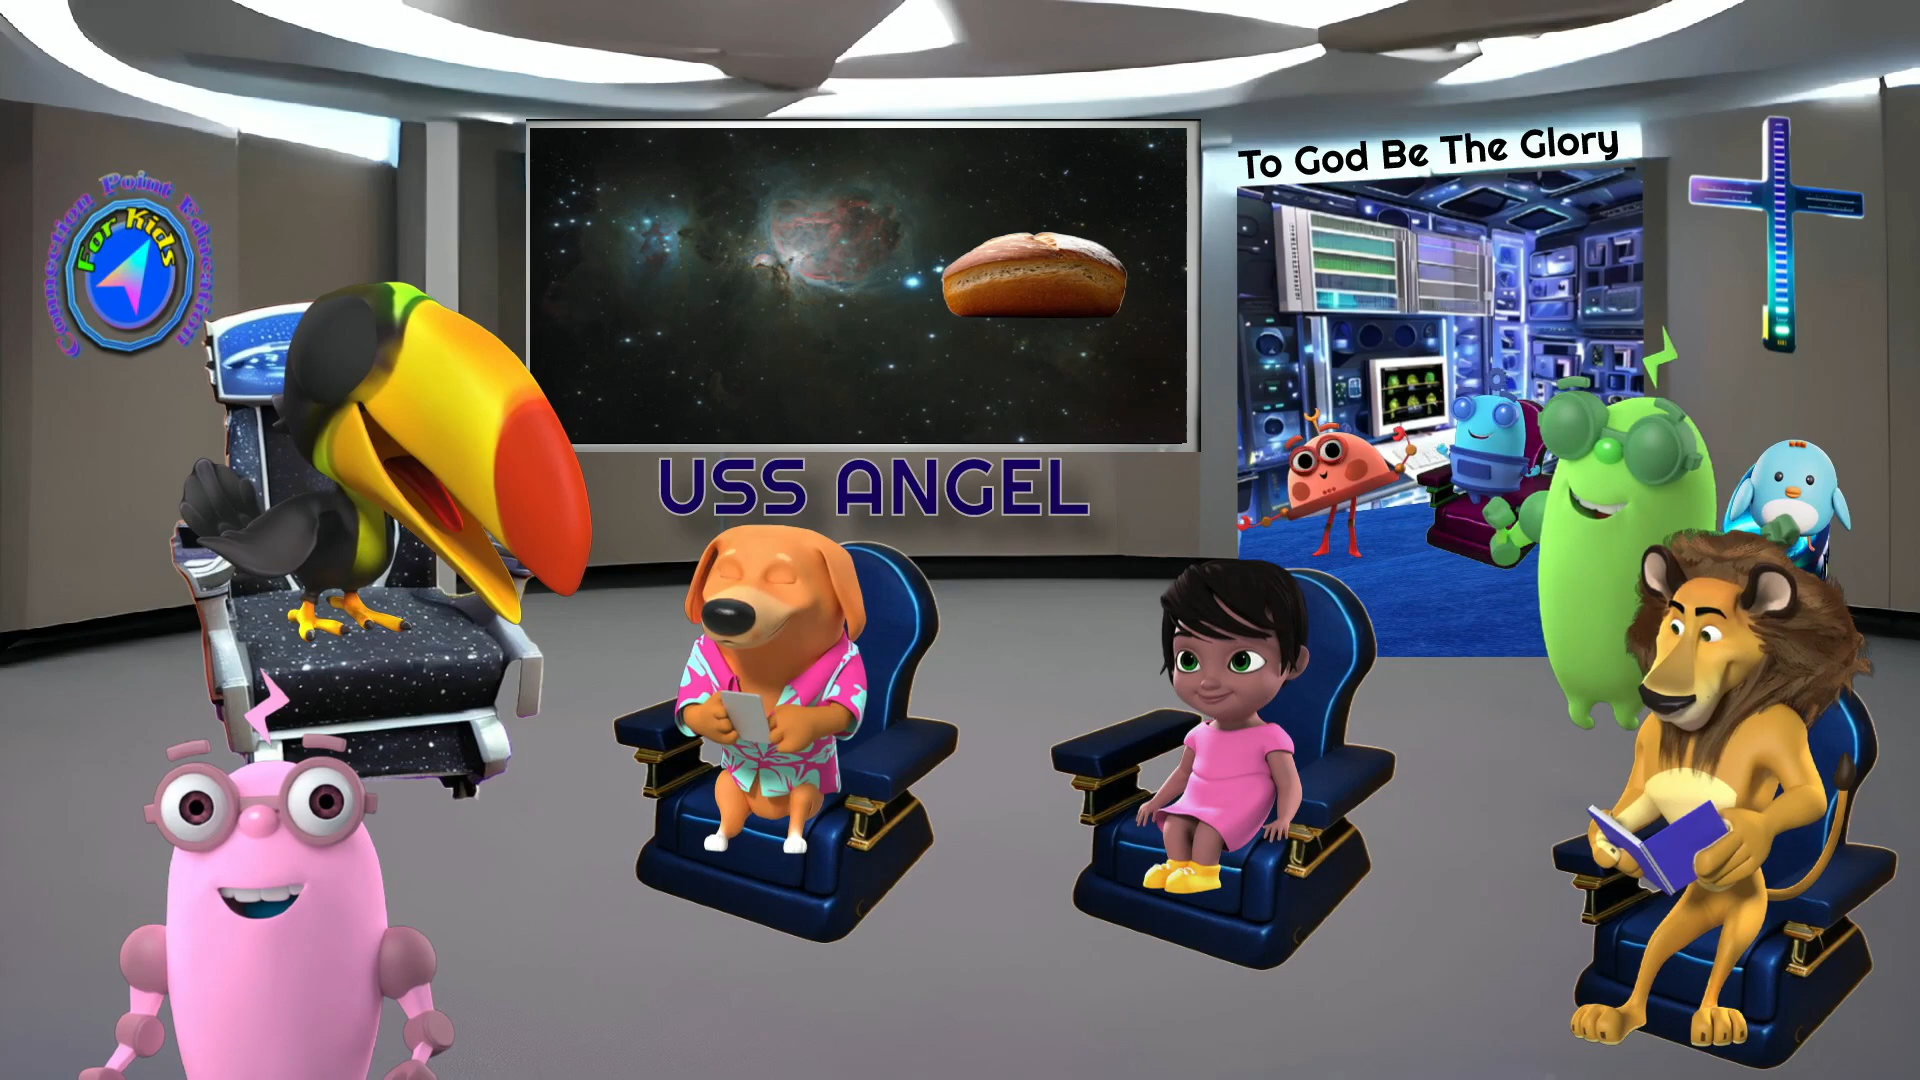 To God Be The Glory
Connection Point Education
For Kids
USS ANGEL